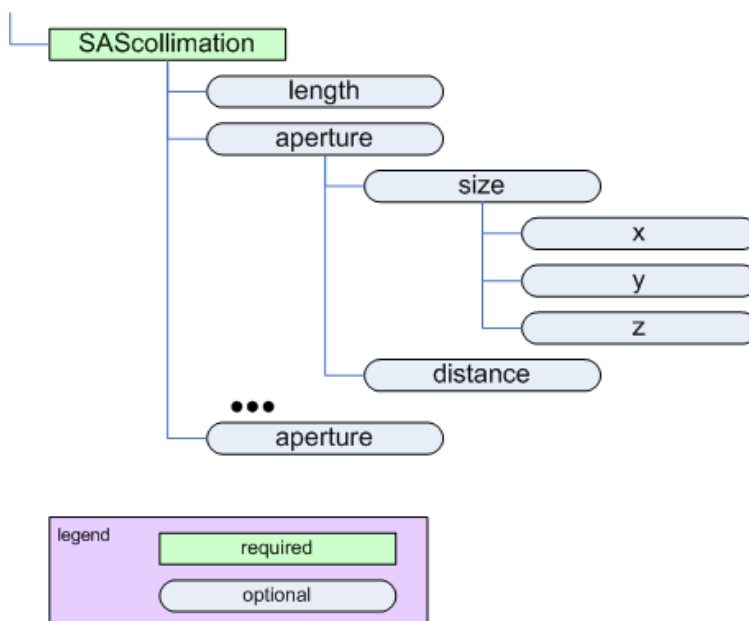 SAScollimation
length
aperture
size
x
y
z
distance
•••
aperture
legend
required
optional